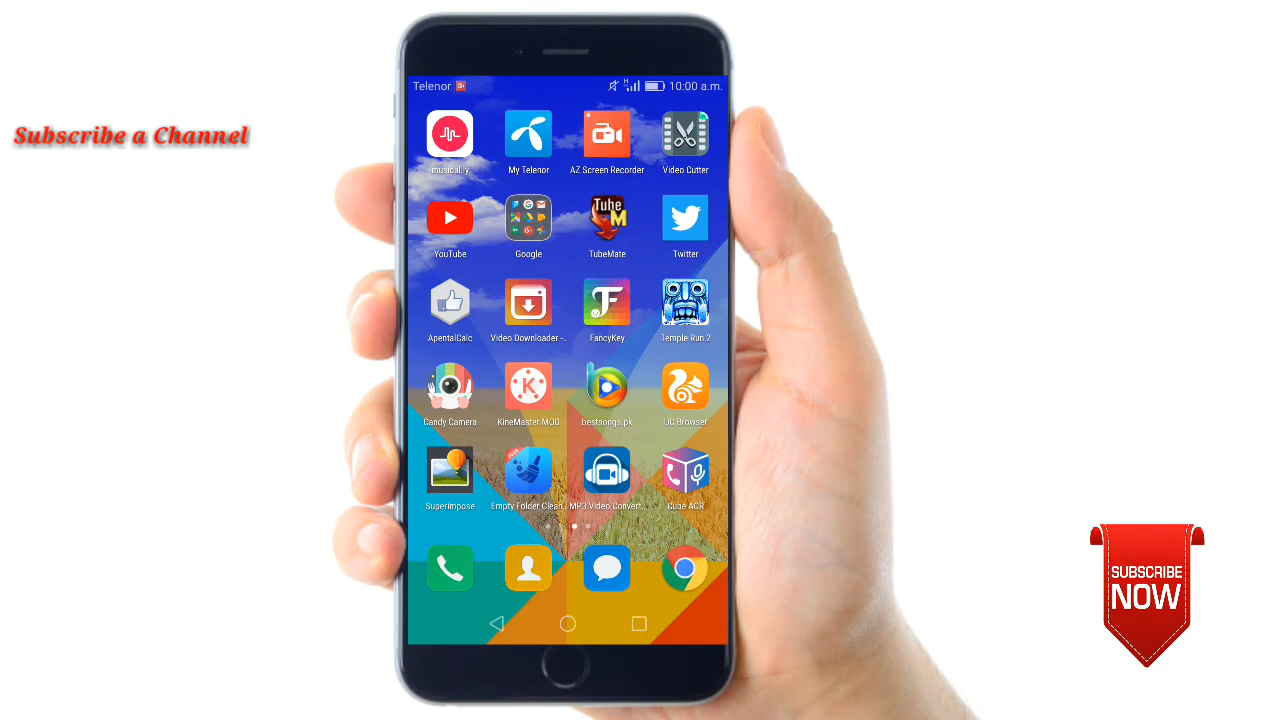 Subscribe a Channel
Telenor
H
10:00 a.m.
musical.ly
My Telenor
AZ Screen Recorder
Video Cutter
Tube
M
YouTube
Google
TubeMate
Twitter
F
ApentalCalc
Video Downloader -..
FancyKey
Temple Run 2
K
Candy Camera
KineMaster MOD
bestsongs.pk
UC Browser
Superimpose
Empty Folder Clean..
MP3 Video Convert..
Cube ACR
SUBSCRIBE
NOW